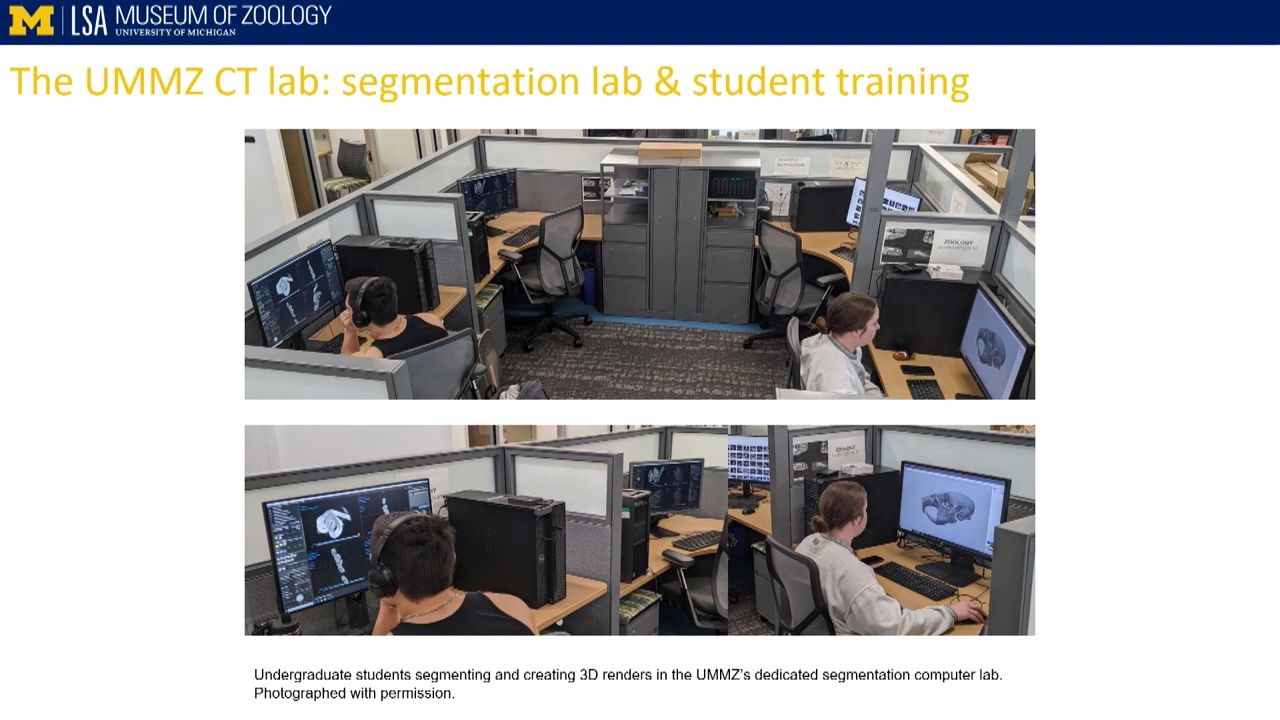 M LSA MUSEUM OF ZOOLOGY
UNIVERSITY OF MICHIGAN
The UMMZ CT lab: segmentation lab & student training
ZOOLOGY
ZOOLOGY
Undergraduate students segmenting and creating 3D renders in the UMMZ’s dedicated segmentation computer lab.
Photographed with permission.